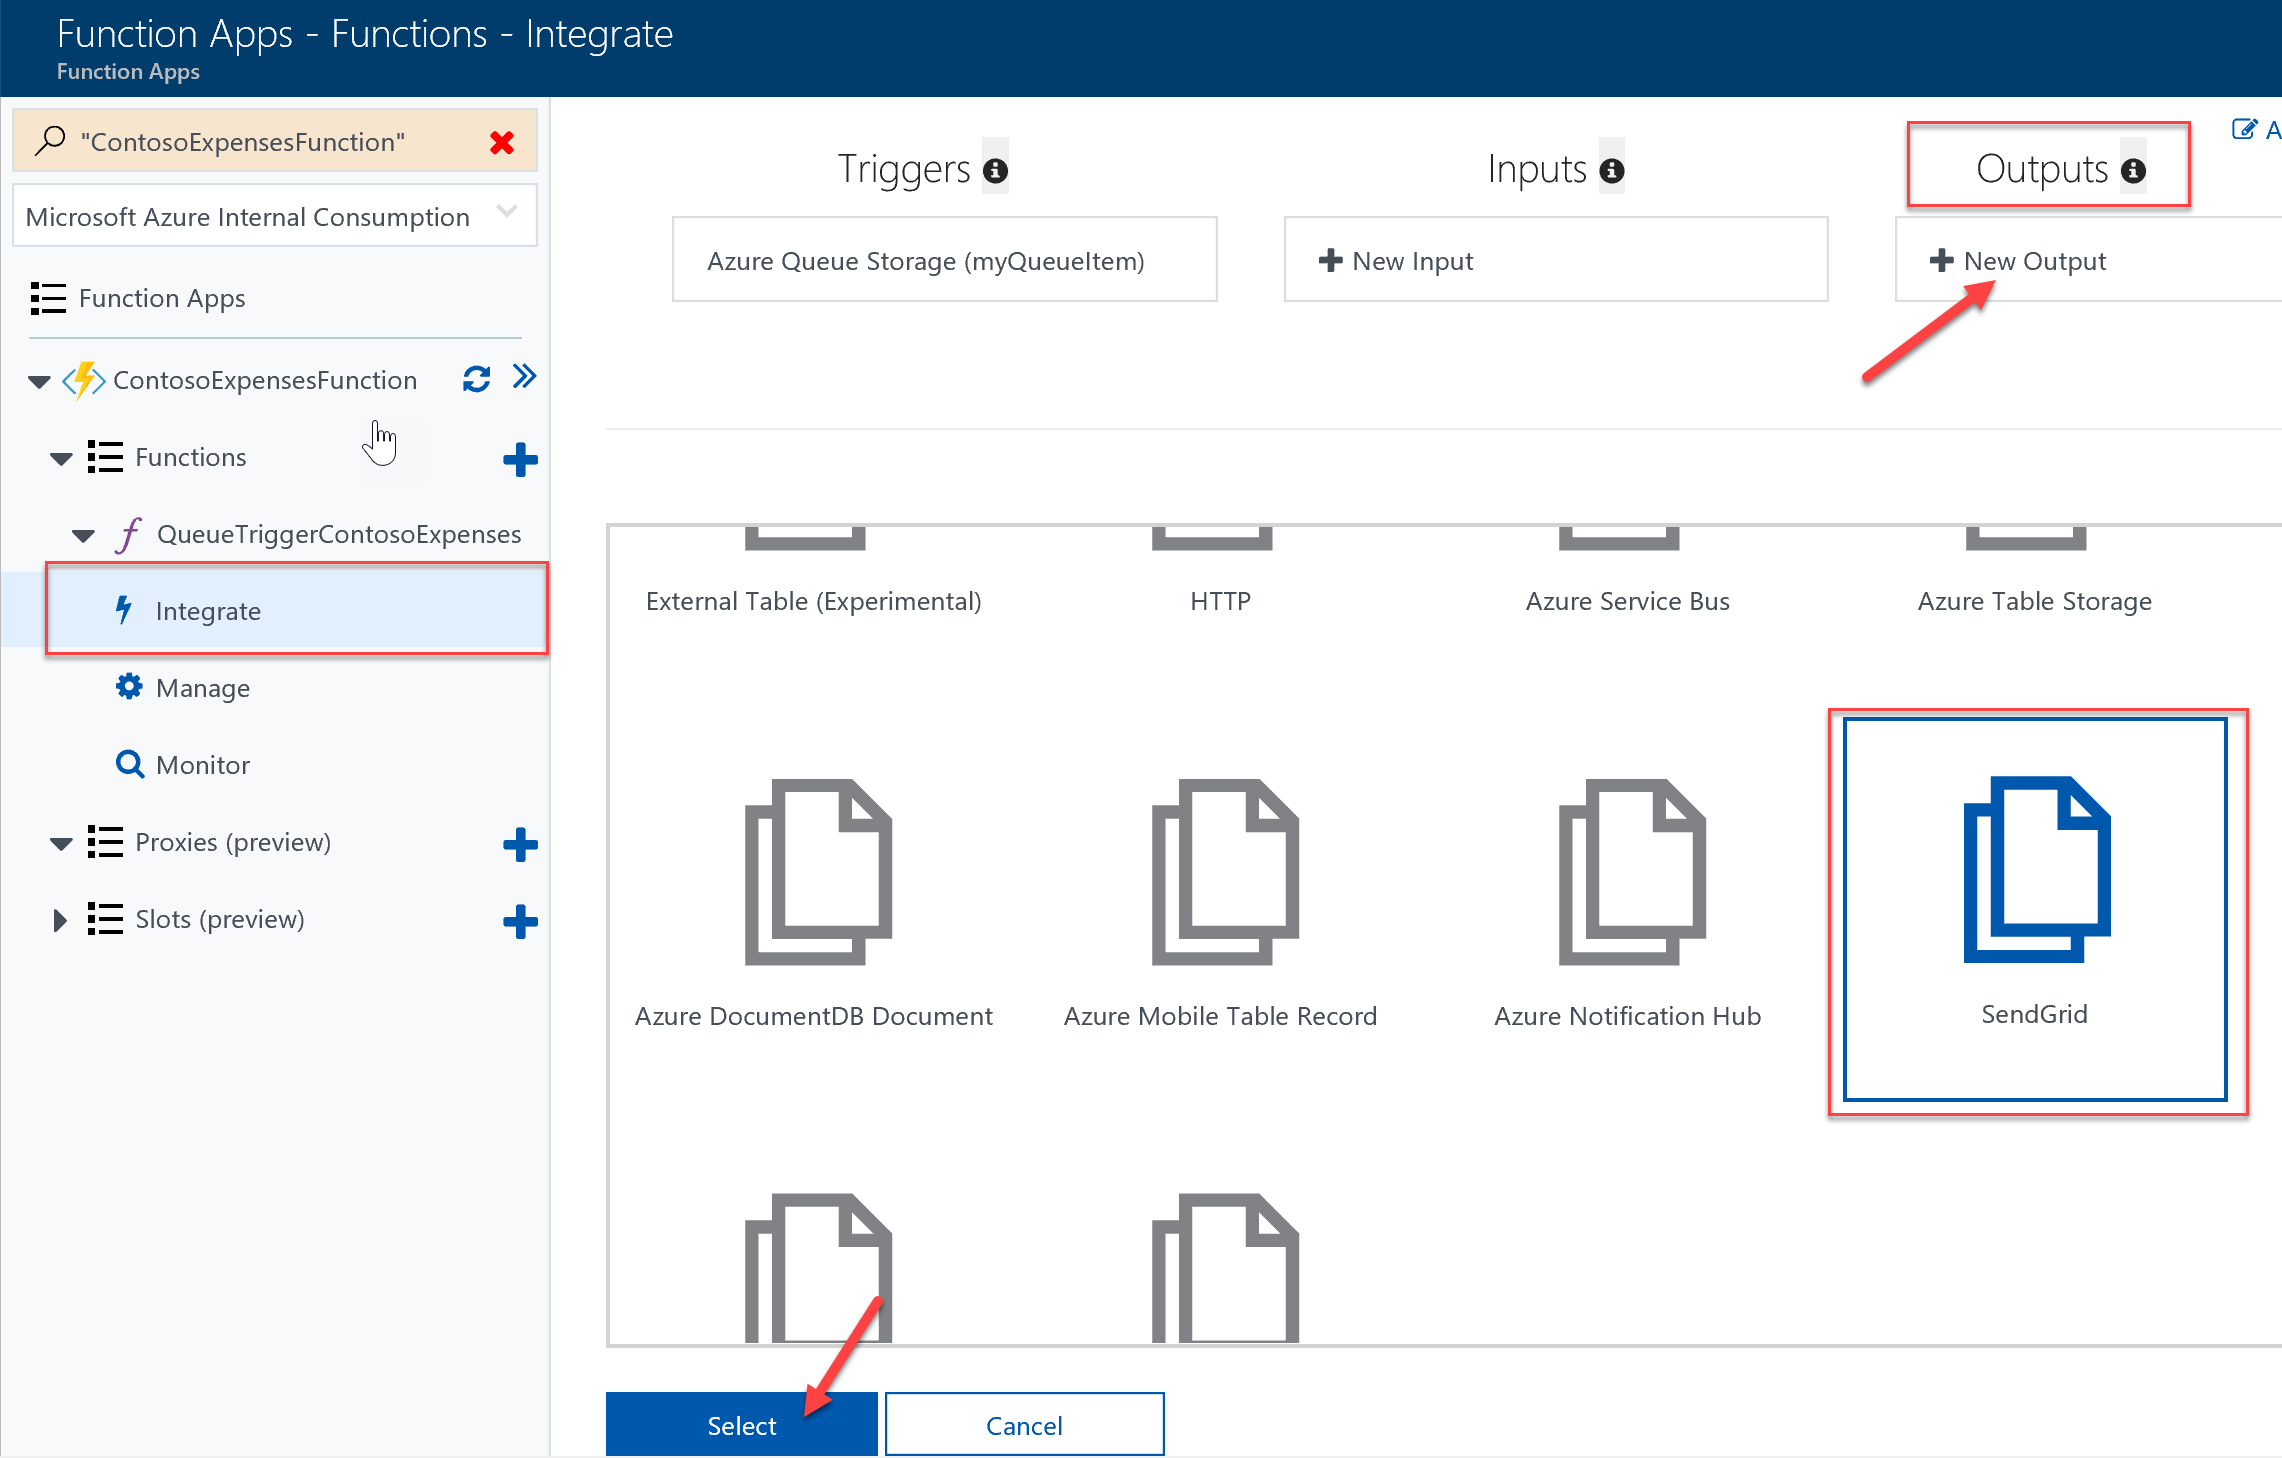 Function Apps - Functions - Integrate
Function Apps
"ContosoExpensesFunction"
Microsoft Azure Internal Consumption
Function Apps
ContosoExpensesFunction
Functions
QueueTriggerContosoExpenses
Integrate
Manage
Monitor
Proxies (preview)
Slots (preview)
Triggers
Azure Queue Storage (myQueueItem)
Inputs
New Input
Outputs
New Output
A
External Table (Experimental)
HTTP
Azure Service Bus
Azure Table Storage
Azure DocumentDB Document
Azure Mobile Table Record
Azure Notification Hub
SendGrid
Select
Cancel